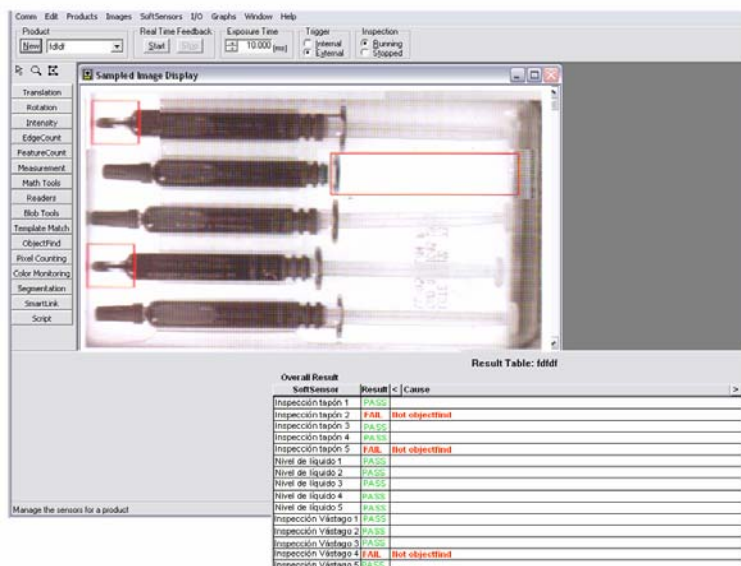 Comm Edit Products Images SoftSensors I/O Graphs Window Help
Product Real Time Feedback Exposure Time Trigger Inspection
New fdfdf Start Stop 10.000 [ms] Internal Running
External Stopped
Sampled Image Display
Translation
Rotation
Intensity
EdgeCount
FeatureCount
Measurement
Math Tools
Readers
Blob Tools
Template Match
ObjectFind
Pixel Counting
Color Monitoring
Segmentation
SmartLink
Script
Result Table: fdfdf
Overall Result
SoftSensor Result < Cause >
Inspección tapón 1 PASS
Inspección tapón 2 FAIL Not objectfind
Inspección tapón 3 PASS
Inspección tapón 4 PASS
Inspección tapón 5 FAIL Not objectfind
Nivel de líquido 1 PASS
Nivel de líquido 2 PASS
Nivel de líquido 3 PASS
Nivel de líquido 4 PASS
Nivel de líquido 5 PASS
Inspección Vástago 1 PASS
Inspección Vástago 2 PASS
Inspección Vástago 3 PASS
Inspección Vástago 4 FAIL Not objectfind
Inspección Vástago 5 PASS
Manage the sensors for a product